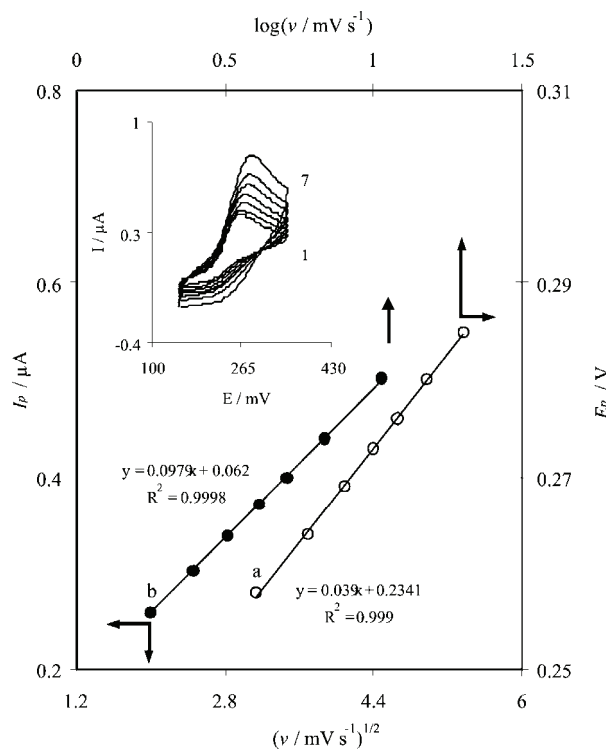 log(v / mV s⁻¹)
0 0.5 1 1.5
0.8 0.31
1
7
I / µA
0.3
1
0.6 0.29
-0.4
100 265 430
E / mV
I_p / µA
E_p / V
y = 0.0979x + 0.062
R² = 0.9998
0.4 0.27
b
a
y = 0.039x + 0.2341
R² = 0.999
0.2 0.25
1.2 2.8 4.4 6
(v / mV s⁻¹)^1/2